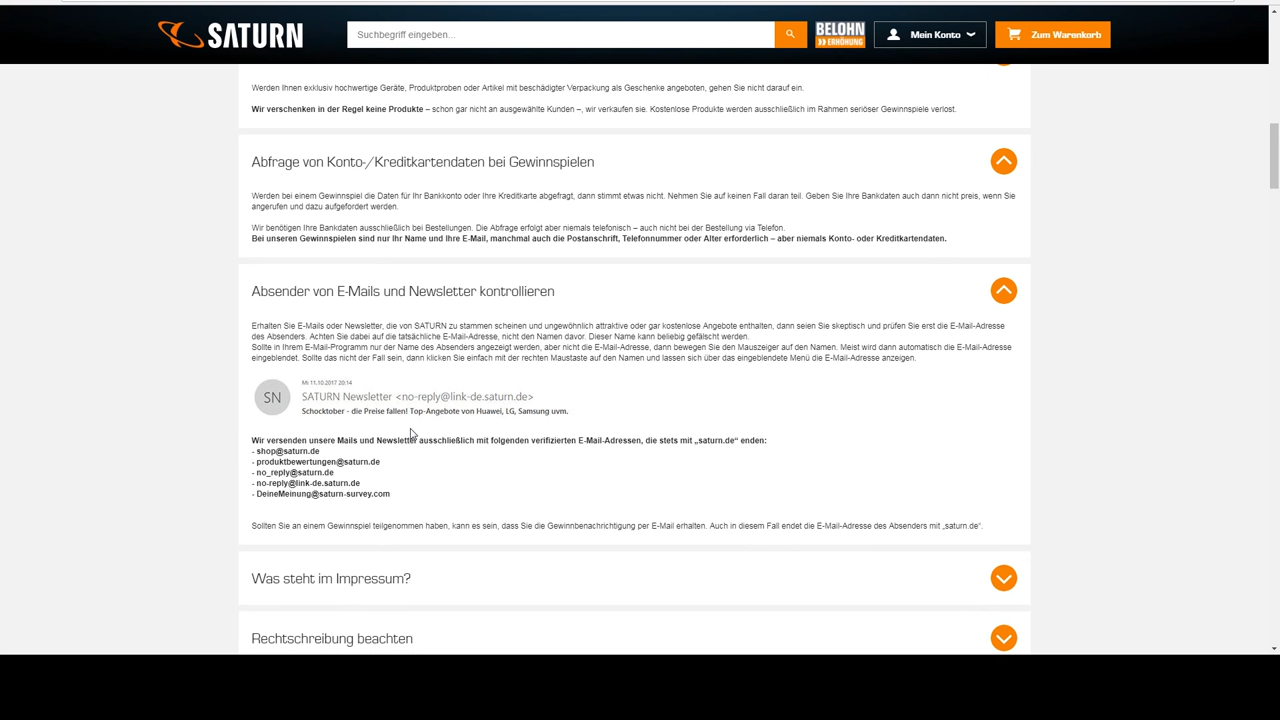 SATURN
Suchbegriff eingeben...
BELOHN
ERHÖHUNG
Mein Konto
Zum Warenkorb
Werden Ihnen exklusiv hochwertige Geräte, Produktproben oder Artikel mit beschädigter Verpackung als Geschenke angeboten, gehen Sie nicht darauf ein.
Wir verschenken in der Regel keine Produkte – schon gar nicht an ausgewählte Kunden –, wir verkaufen sie. Kostenlose Produkte werden ausschließlich im Rahmen seriöser Gewinnspiele verlost.
Abfrage von Konto-/Kreditkartendaten bei Gewinnspielen
Werden bei einem Gewinnspiel die Daten für Ihr Bankkonto oder Ihre Kreditkarte abgefragt, dann stimmt etwas nicht. Nehmen Sie auf keinen Fall daran teil. Geben Sie Ihre Bankdaten auch dann nicht preis, wenn Sie
angerufen und dazu aufgefordert werden.
Wir benötigen Ihre Bankdaten ausschließlich bei Bestellungen. Die Abfrage erfolgt aber niemals telefonisch – auch nicht bei der Bestellung via Telefon.
Bei unseren Gewinnspielen sind nur Ihr Name und Ihre E-Mail, manchmal auch die Postanschrift, Telefonnummer oder Alter erforderlich – aber niemals Konto- oder Kreditkartendaten.
Absender von E-Mails und Newsletter kontrollieren
Erhalten Sie E-Mails oder Newsletter, die von SATURN zu stammen scheinen und ungewöhnlich attraktive oder gar kostenlose Angebote enthalten, dann seien Sie skeptisch und prüfen Sie erst die E-Mail-Adresse
des Absenders. Achten Sie dabei auf die tatsächliche E-Mail-Adresse, nicht den Namen davor. Dieser Name kann beliebig gefälscht werden.
Sollte in Ihrem E-Mail-Programm nur der Name des Absenders angezeigt werden, aber nicht die E-Mail-Adresse, dann bewegen Sie den Mauszeiger auf den Namen. Meist wird dann automatisch die E-Mail-Adresse
eingeblendet. Sollte das nicht der Fall sein, dann klicken Sie einfach mit der rechten Maustaste auf den Namen und lassen sich über das eingeblendete Menü die E-Mail-Adresse anzeigen.
Mi 11.10.2017 20:14
SN
SATURN Newsletter <no-reply@link-de.saturn.de>
Schocktober - die Preise fallen! Top-Angebote von Huawei, LG, Samsung uvm.
Wir versenden unsere Mails und Newsletter ausschließlich mit folgenden verifizierten E-Mail-Adressen, die stets mit „saturn.de“ enden:
- shop@saturn.de
- produktbewertungen@saturn.de
- no_reply@saturn.de
- no-reply@link-de.saturn.de
- DeineMeinung@saturn-survey.com
Sollten Sie an einem Gewinnspiel teilgenommen haben, kann es sein, dass Sie die Gewinnbenachrichtigung per E-Mail erhalten. Auch in diesem Fall endet die E-Mail-Adresse des Absenders mit „saturn.de“.
Was steht im Impressum?
Rechtschreibung beachten